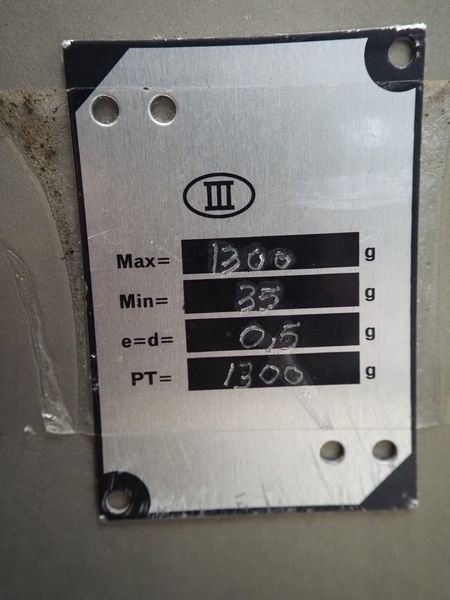 III
Max= 1300 g
Min= 35 g
e=d= 0,5 g
PT= 1300 g